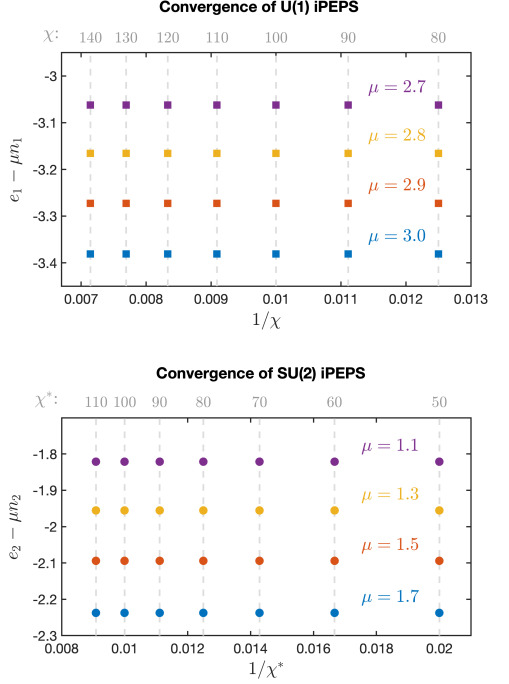 Convergence of U(1) iPEPS
χ: 140 130 120 110 100 90 80
-3
-3.1
-3.2
-3.3
-3.4
e₁ − μn₁
μ = 2.7
μ = 2.8
μ = 2.9
μ = 3.0
0.007 0.008 0.009 0.01 0.011 0.012 0.013
1/χ
Convergence of SU(2) iPEPS
χ*: 110 100 90 80 70 60 50
-1.8
-1.9
-2
-2.1
-2.2
-2.3
e₂ − μn₂
μ = 1.1
μ = 1.3
μ = 1.5
μ = 1.7
0.008 0.01 0.012 0.014 0.016 0.018 0.02
1/χ*